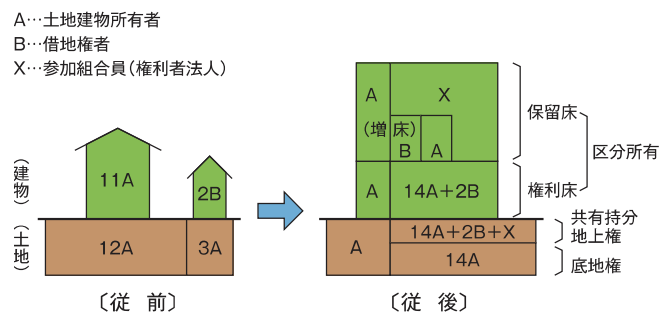 A…土地建物所有者
B…借地権者
X…参加組合員（権利者法人）
（建物）
11A
2B
（土地）
12A
3A
〔従 前〕
A
X
（増 床）
B
A
A
14A＋2B
A
14A＋2B＋X
14A
〔従 後〕
保留床
区分所有
権利床
共有持分
地上権
底地権